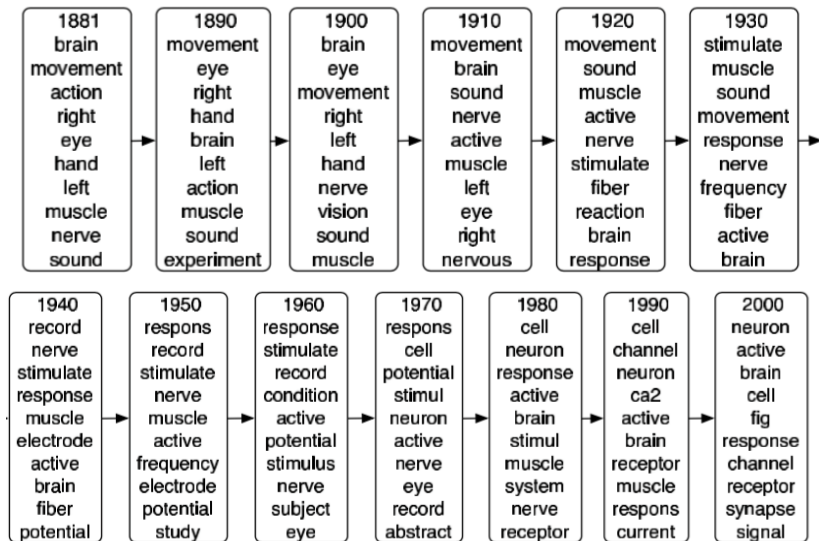 1881
brain
movement
action
right
eye
hand
left
muscle
nerve
sound
1890
movement
eye
right
hand
brain
left
action
muscle
sound
experiment
1900
brain
eye
movement
right
left
hand
nerve
vision
sound
muscle
1910
movement
brain
sound
nerve
active
muscle
left
eye
right
nervous
1920
movement
sound
muscle
active
nerve
stimulate
fiber
reaction
brain
response
1930
stimulate
muscle
sound
movement
response
nerve
frequency
fiber
active
brain
1940
record
nerve
stimulate
response
muscle
electrode
active
brain
fiber
potential
1950
respons
record
stimulate
nerve
muscle
active
frequency
electrode
potential
study
1960
response
stimulate
record
condition
active
potential
stimulus
nerve
subject
eye
1970
respons
cell
potential
stimul
neuron
active
nerve
eye
record
abstract
1980
cell
neuron
response
active
brain
stimul
muscle
system
nerve
receptor
1990
cell
channel
neuron
ca2
active
brain
receptor
muscle
respons
current
2000
neuron
active
brain
cell
fig
response
channel
receptor
synapse
signal